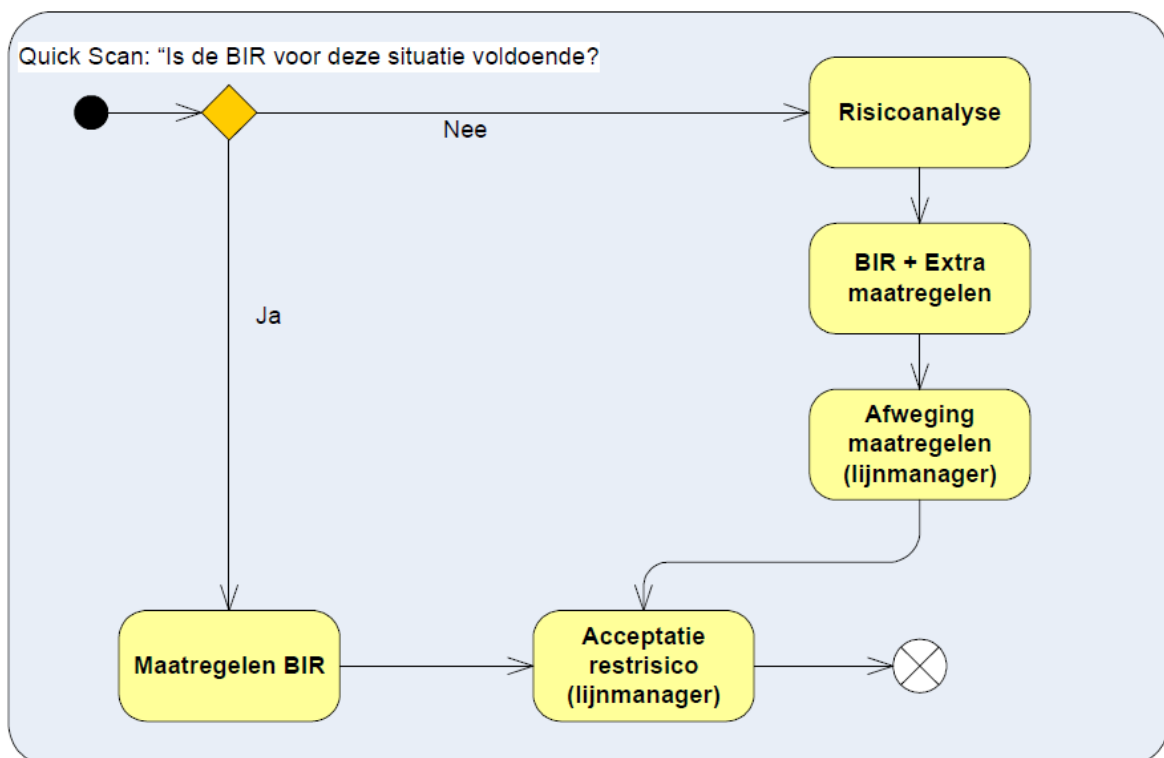 Quick Scan: “Is de BIR voor deze situatie voldoende?
Nee
Risicoanalyse
BIR + Extra
maatregelen
Ja
Afweging
maatregelen
(lijnmanager)
Maatregelen BIR
Acceptatie
restrisico
(lijnmanager)